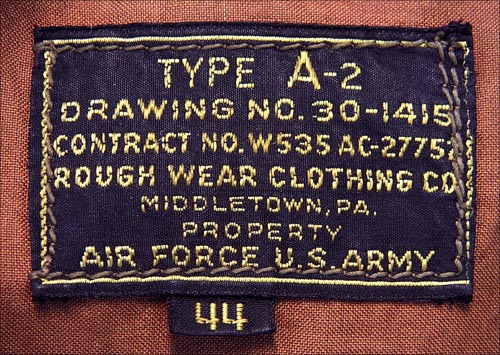 TYPE A-2
DRAWING NO. 30-1415
CONTRACT NO. W535 AC-27752
ROUGH WEAR CLOTHING CO
MIDDLETOWN, PA.
PROPERTY
AIR FORCE U.S. ARMY
44